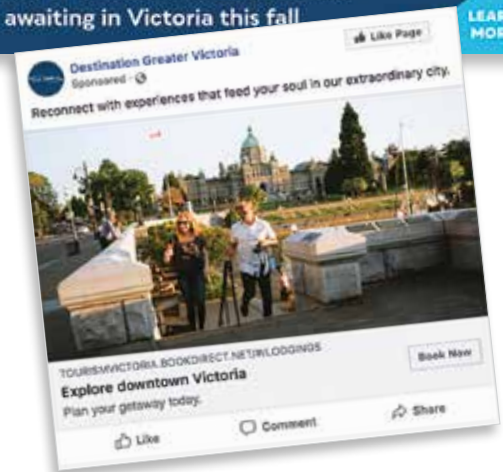 awaiting in Victoria this fall
LEAR
MOR
Destination Greater Victoria
Sponsored ·
Like Page
Reconnect with experiences that feed your soul in our extraordinary city.
TOURISMVICTORIA.BOOKDIRECT.NET/#/LODGINGS
Explore downtown Victoria
Plan your getaway today.
Book Now
Like
Comment
Share